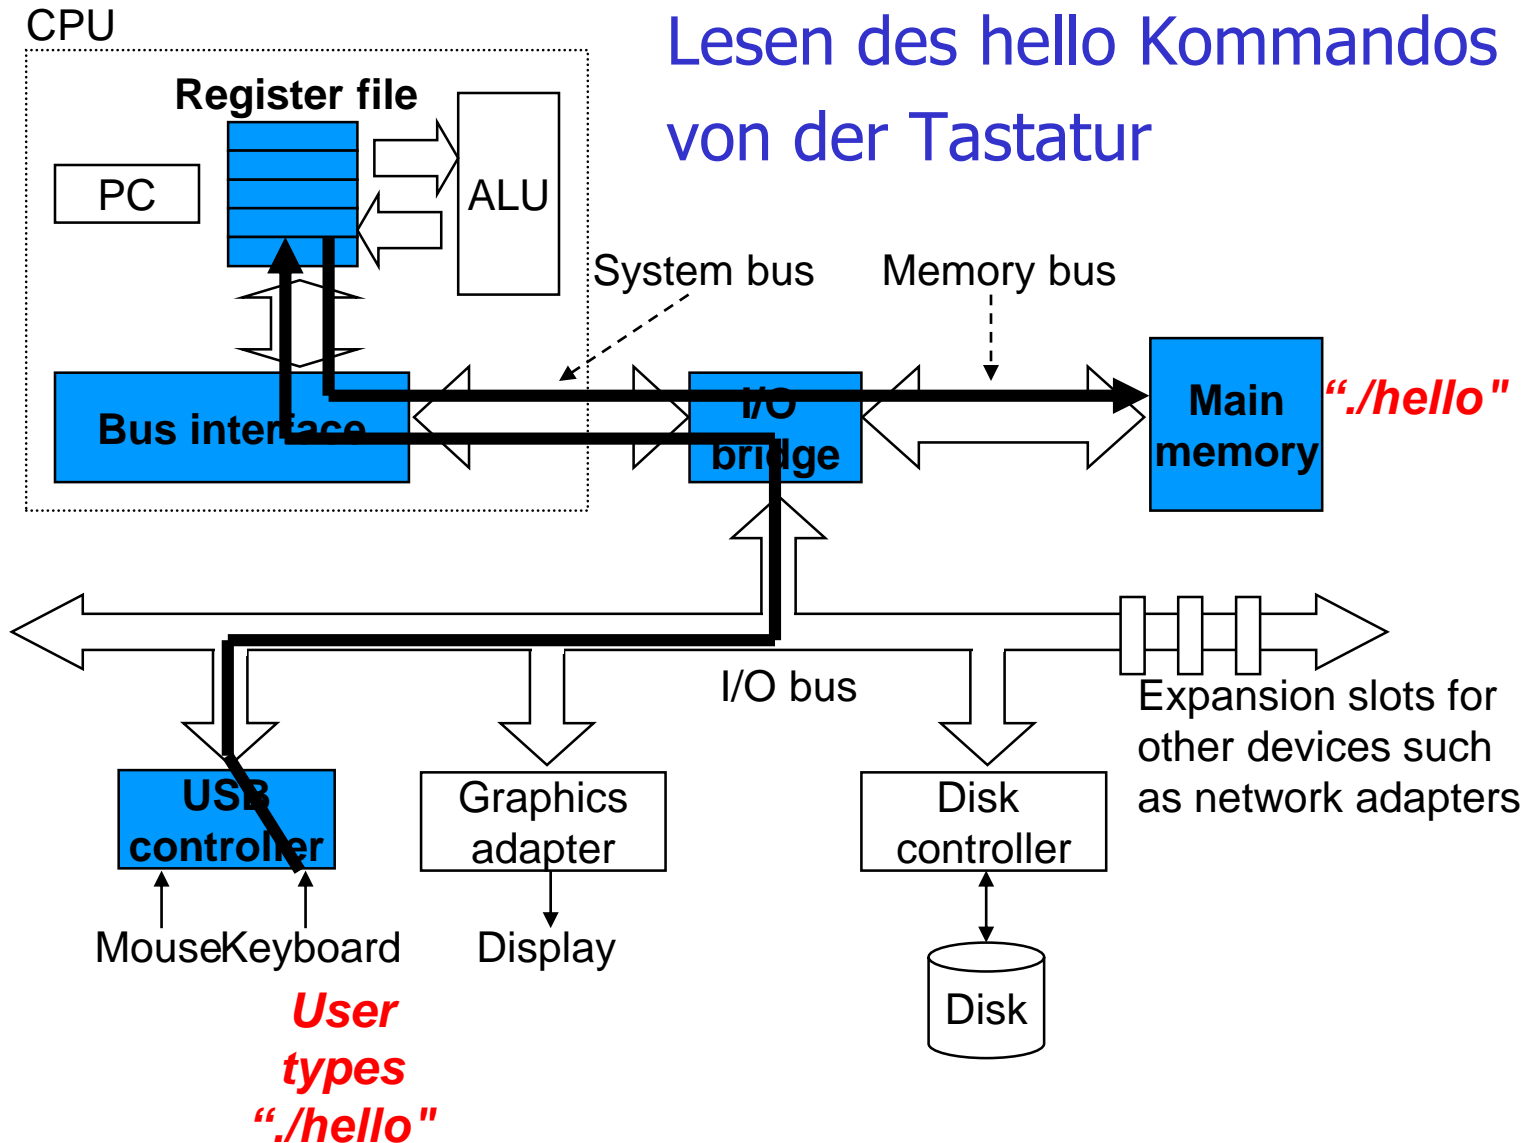 CPU
Lesen des hello Kommandos
von der Tastatur
Register file
PC
ALU
System bus
Memory bus
Bus interface
I/O
bridge
Main
memory
“./hello"
I/O bus
Expansion slots for
other devices such
as network adapters
USB
controller
Graphics
adapter
Disk
controller
Mouse
Keyboard
Display
Disk
User
types
“./hello"